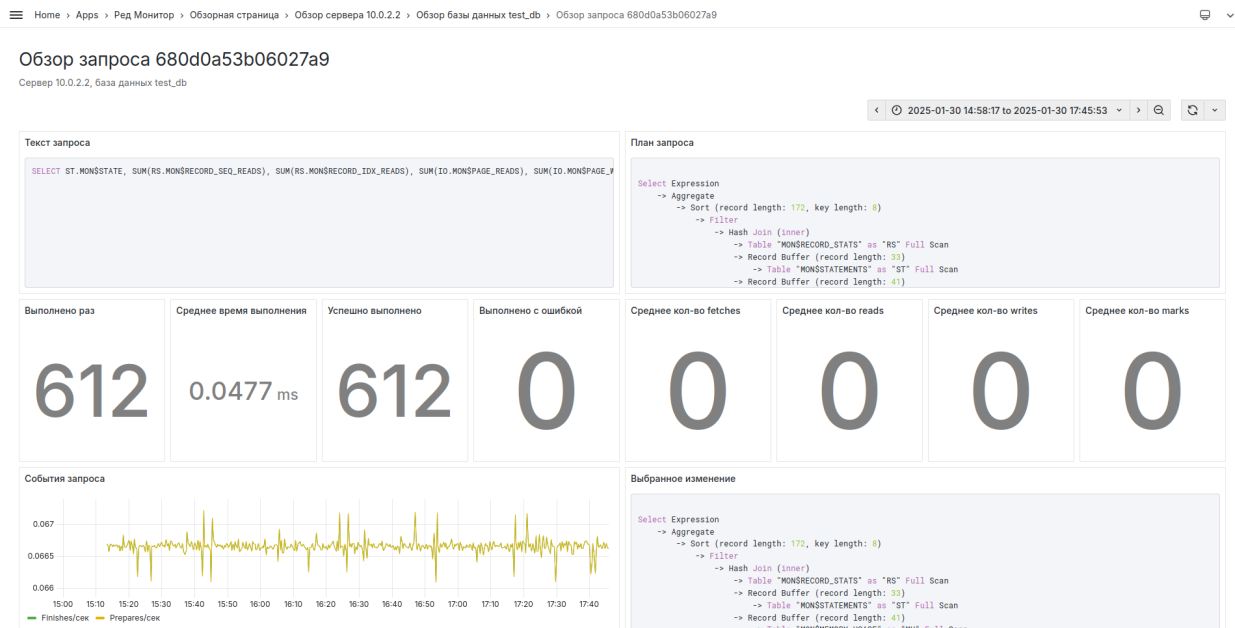 Home › Apps › Ред Монитор › Обзорная страница › Обзор сервера 10.0.2.2 › Обзор базы данных test_db › Обзор запроса 680d0a53b06027a9
Обзор запроса 680d0a53b06027a9
Сервер 10.0.2.2, база данных test_db
2025-01-30 14:58:17 to 2025-01-30 17:45:53
Текст запроса
SELECT ST.MON$STATE, SUM(RS.MON$RECORD_SEQ_READS), SUM(RS.MON$RECORD_IDX_READS), SUM(IO.MON$PAGE_READS), SUM(IO.MON$PAGE_W
План запроса
Select Expression
-> Aggregate
-> Sort (record length: 172, key length: 8)
-> Filter
-> Hash Join (inner)
-> Table "MON$RECORD_STATS" as "RS" Full Scan
-> Record Buffer (record length: 33)
-> Table "MON$STATEMENTS" as "ST" Full Scan
-> Record Buffer (record length: 41)
Выполнено раз
612
Среднее время выполнения
0.0477 ms
Успешно выполнено
612
Выполнено с ошибкой
0
Среднее кол-во fetches
0
Среднее кол-во reads
0
Среднее кол-во writes
0
Среднее кол-во marks
0
События запроса
0.067
0.0665
0.066
15:00 15:10 15:20 15:30 15:40 15:50 16:00 16:10 16:20 16:30 16:40 16:50 17:00 17:10 17:20 17:30 17:40
Finishes/сек Prepares/сек
Выбранное изменение
Select Expression
-> Aggregate
-> Sort (record length: 172, key length: 8)
-> Filter
-> Hash Join (inner)
-> Table "MON$RECORD_STATS" as "RS" Full Scan
-> Record Buffer (record length: 33)
-> Table "MON$STATEMENTS" as "ST" Full Scan
-> Record Buffer (record length: 41)